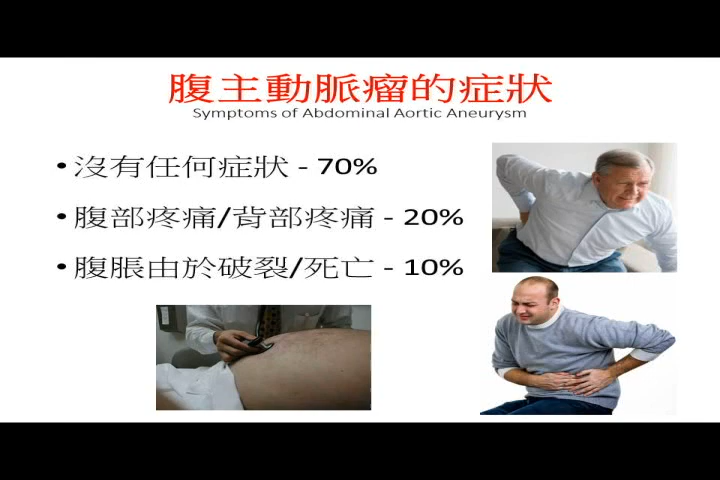 腹主動脈瘤的症狀
Symptoms of Abdominal Aortic Aneurysm
• 沒有任何症狀 - 70%
• 腹部疼痛/背部疼痛 - 20%
• 腹脹由於破裂/死亡 - 10%